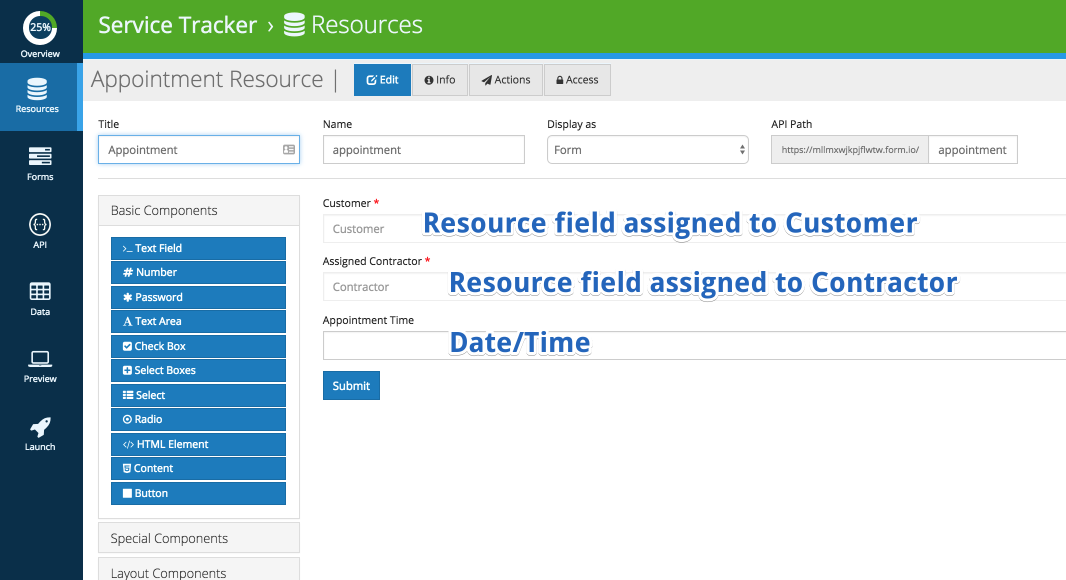 25%
Overview
Resources
Forms
API
Data
Preview
Launch
Service Tracker › Resources
Appointment Resource |
Edit
Info
Actions
Access
Title
Name
Display as
API Path
Appointment
appointment
Form
https://mllmxwjkpjflwtw.form.io/
appointment
Basic Components
>_ Text Field
# Number
Password
A Text Area
Check Box
Select Boxes
Select
Radio
</> HTML Element
Content
Button
Special Components
Layout Components
Customer *
Customer
Resource field assigned to Customer
Assigned Contractor *
Contractor
Resource field assigned to Contractor
Appointment Time
Date/Time
Submit